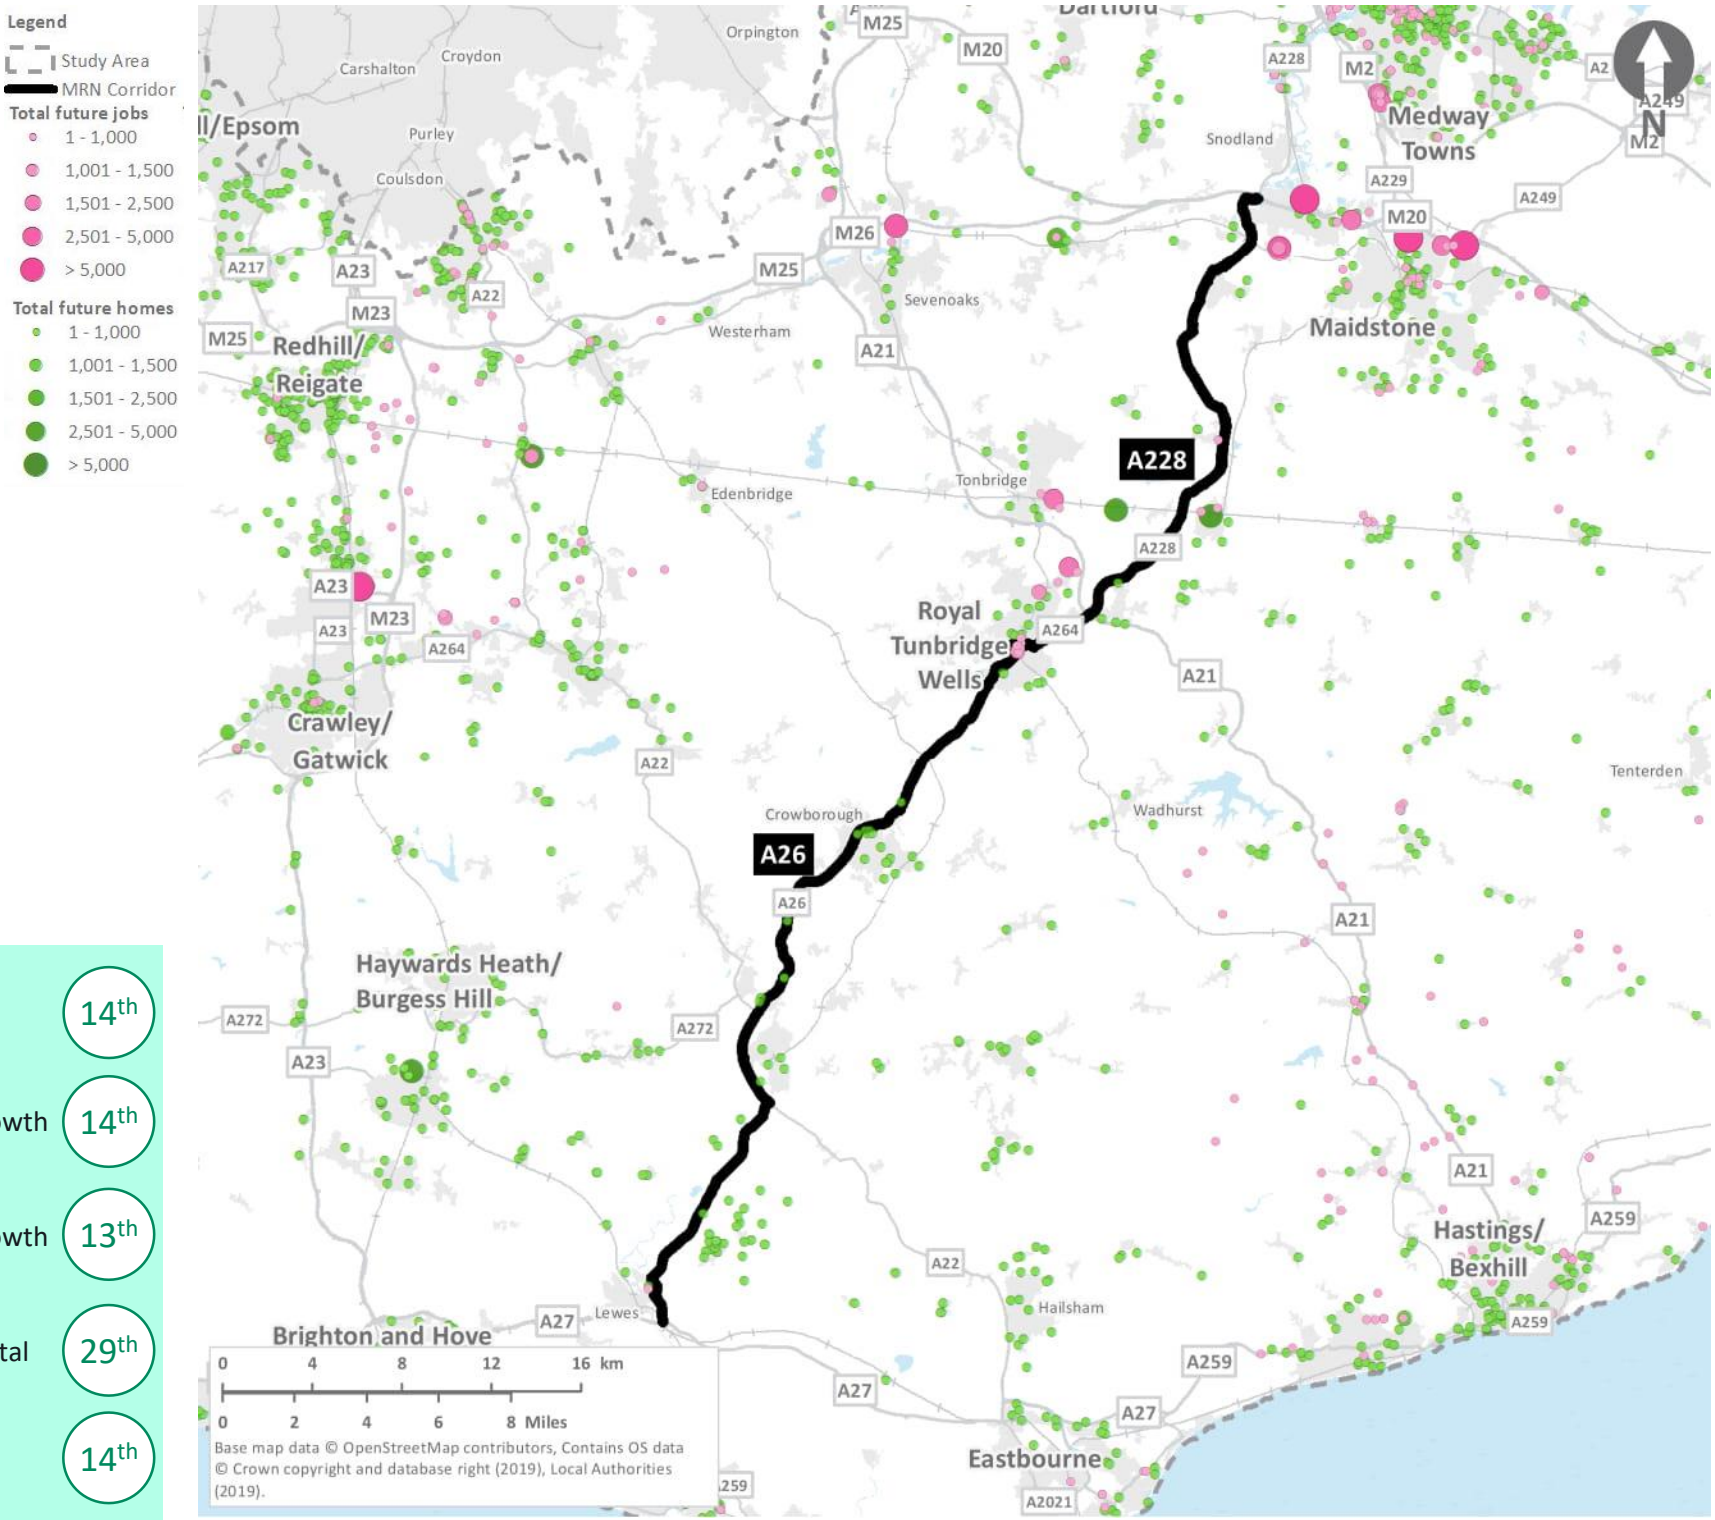 Legend
Study Area
MRN Corridor
Total future jobs
1 - 1,000
1,001 - 1,500
1,501 - 2,500
2,501 - 5,000
> 5,000
Total future homes
1 - 1,000
1,001 - 1,500
1,501 - 2,500
2,501 - 5,000
> 5,000
14th
owth 14th
owth 13th
tal 29th
14th
Dartford
Orpington
M25
Croydon
Carshalton
M20
A228
M2
A2
A249
N
M2
Medway
Towns
ll/Epsom
Purley
Snodland
Coulsdon
A229
A249
M20
M26
A217
A23
M25
A22
Sevenoaks
M23
M25
Westerham
Maidstone
Redhill/
Reigate
A21
A228
Tonbridge
Edenbridge
A228
A23
M23
A23
A264
Royal
Tunbridge
Wells
A264
A21
Crawley/
Gatwick
A22
Tenterden
Crowborough
Wadhurst
A26
A26
A21
Haywards Heath/
Burgess Hill
A272
A272
A23
A21
Hastings/
Bexhill
A259
A22
Hailsham
Lewes
A27
A259
Brighton and Hove
A259
A27
A27
Eastbourne
A2021
259
0 4 8 12 16 km
0 2 4 6 8 Miles
Base map data © OpenStreetMap contributors, Contains OS data
© Crown copyright and database right (2019), Local Authorities
(2019).